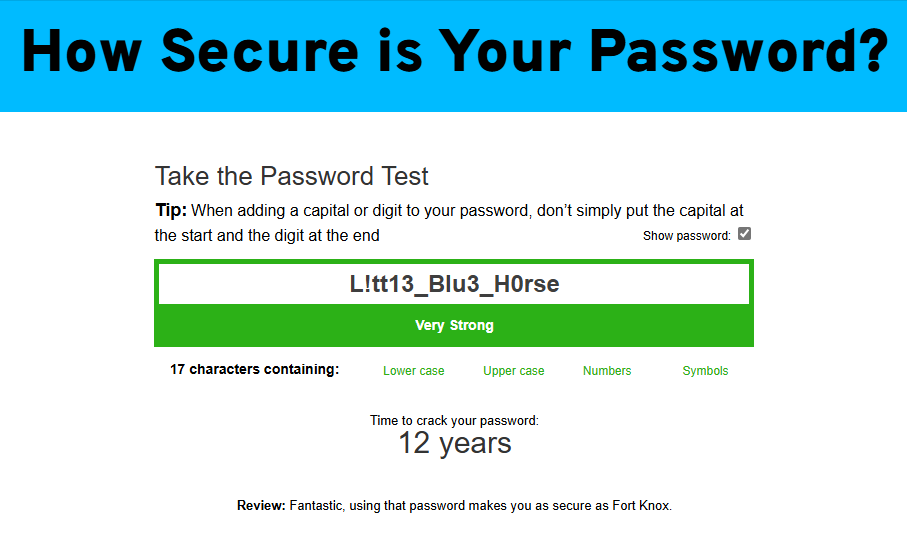 How Secure is Your Password?
Take the Password Test
Tip: When adding a capital or digit to your password, don't simply put the capital at
the start and the digit at the end
Show password:
L!tt13_Blu3_H0rse
Very Strong
17 characters containing:
Lower case
Upper case
Numbers
Symbols
Time to crack your password:
12 years
Review: Fantastic, using that password makes you as secure as Fort Knox.